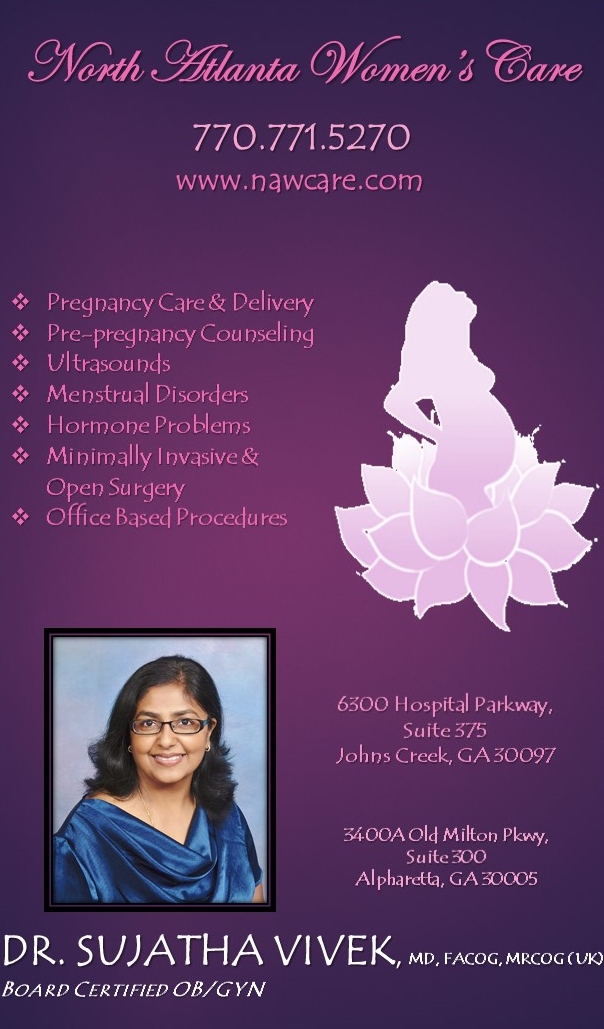 North Atlanta Women's Care
770.771.5270
www.nawcare.com
❖ Pregnancy Care & Delivery
❖ Pre-pregnancy Counseling
❖ Ultrasounds
❖ Menstrual Disorders
❖ Hormone Problems
❖ Minimally Invasive &
Open Surgery
❖ Office Based Procedures
6300 Hospital Parkway,
Suite 375
Johns Creek, GA 30097
3400A Old Milton Pkwy,
Suite 300
Alpharetta, GA 30005
DR. SUJATHA VIVEK, MD, FACOG, MRCOG (UK)
BOARD CERTIFIED OB/GYN